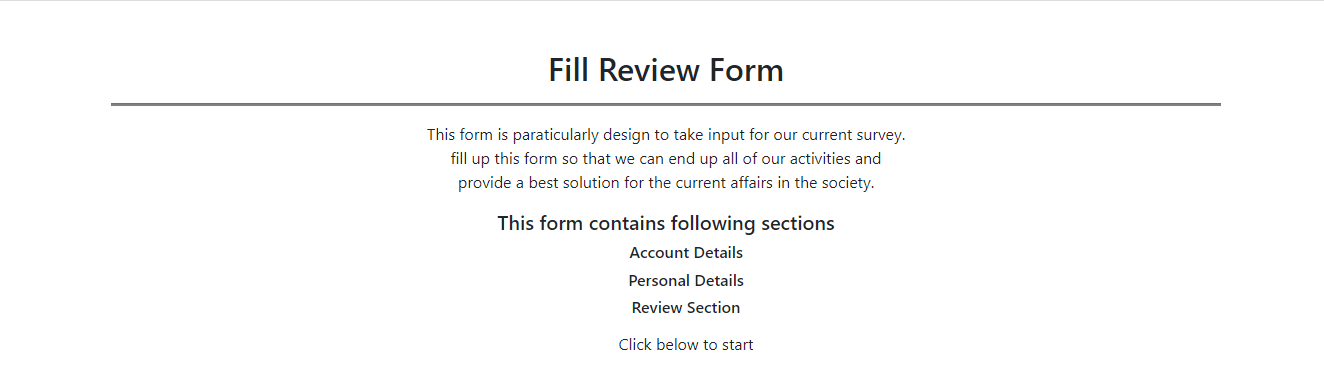 Fill Review Form
This form is paraticularly design to take input for our current survey.
fill up this form so that we can end up all of our activities and
provide a best solution for the current affairs in the society.
This form contains following sections
Account Details
Personal Details
Review Section
Click below to start